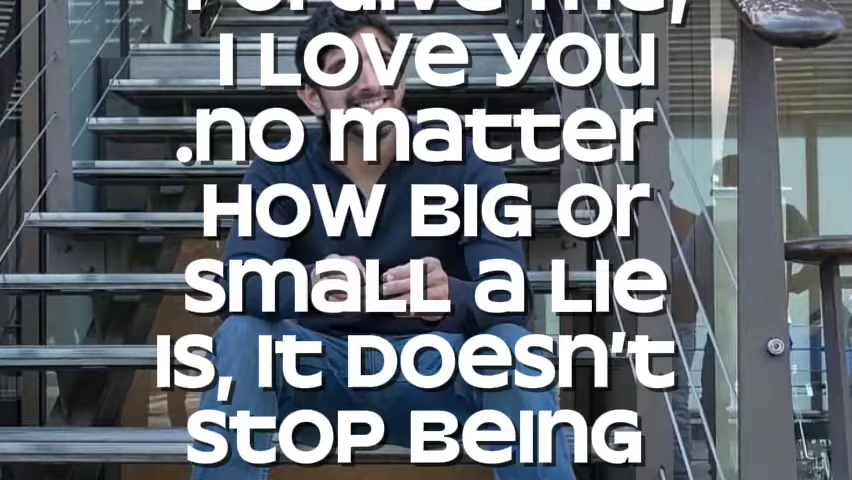 Forgive me,
I Love You
.no matter
How Big or
small a Lie
Is, It Doesn't
stop Being